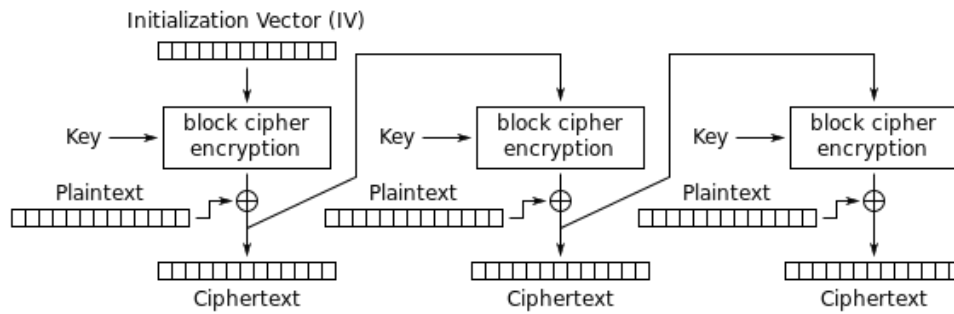 Initialization Vector (IV)
Key
block cipher
encryption
Key
block cipher
encryption
Key
block cipher
encryption
Plaintext
Plaintext
Plaintext
Ciphertext
Ciphertext
Ciphertext